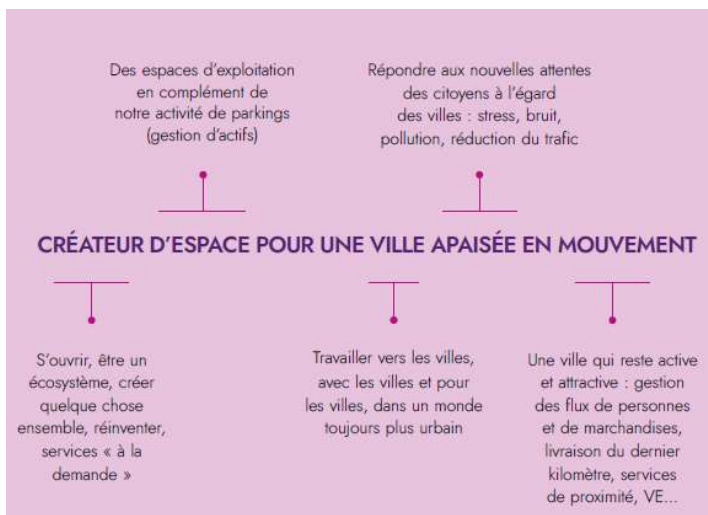 Des espaces d'exploitation
en complément de
notre activité de parkings
(gestion d'actifs)
Répondre aux nouvelles attentes
des citoyens à l'égard
des villes : stress, bruit,
pollution, réduction du trafic
CRÉATEUR D'ESPACE POUR UNE VILLE APAISÉE EN MOUVEMENT
S'ouvrir, être un
écosystème, créer
quelque chose
ensemble, réinventer,
services « à la
demande »
Travailler vers les villes,
avec les villes et pour
les villes, dans un monde
toujours plus urbain
Une ville qui reste active
et attractive : gestion
des flux de personnes
et de marchandises,
livraison du dernier
kilomètre, services
de proximité, VE...